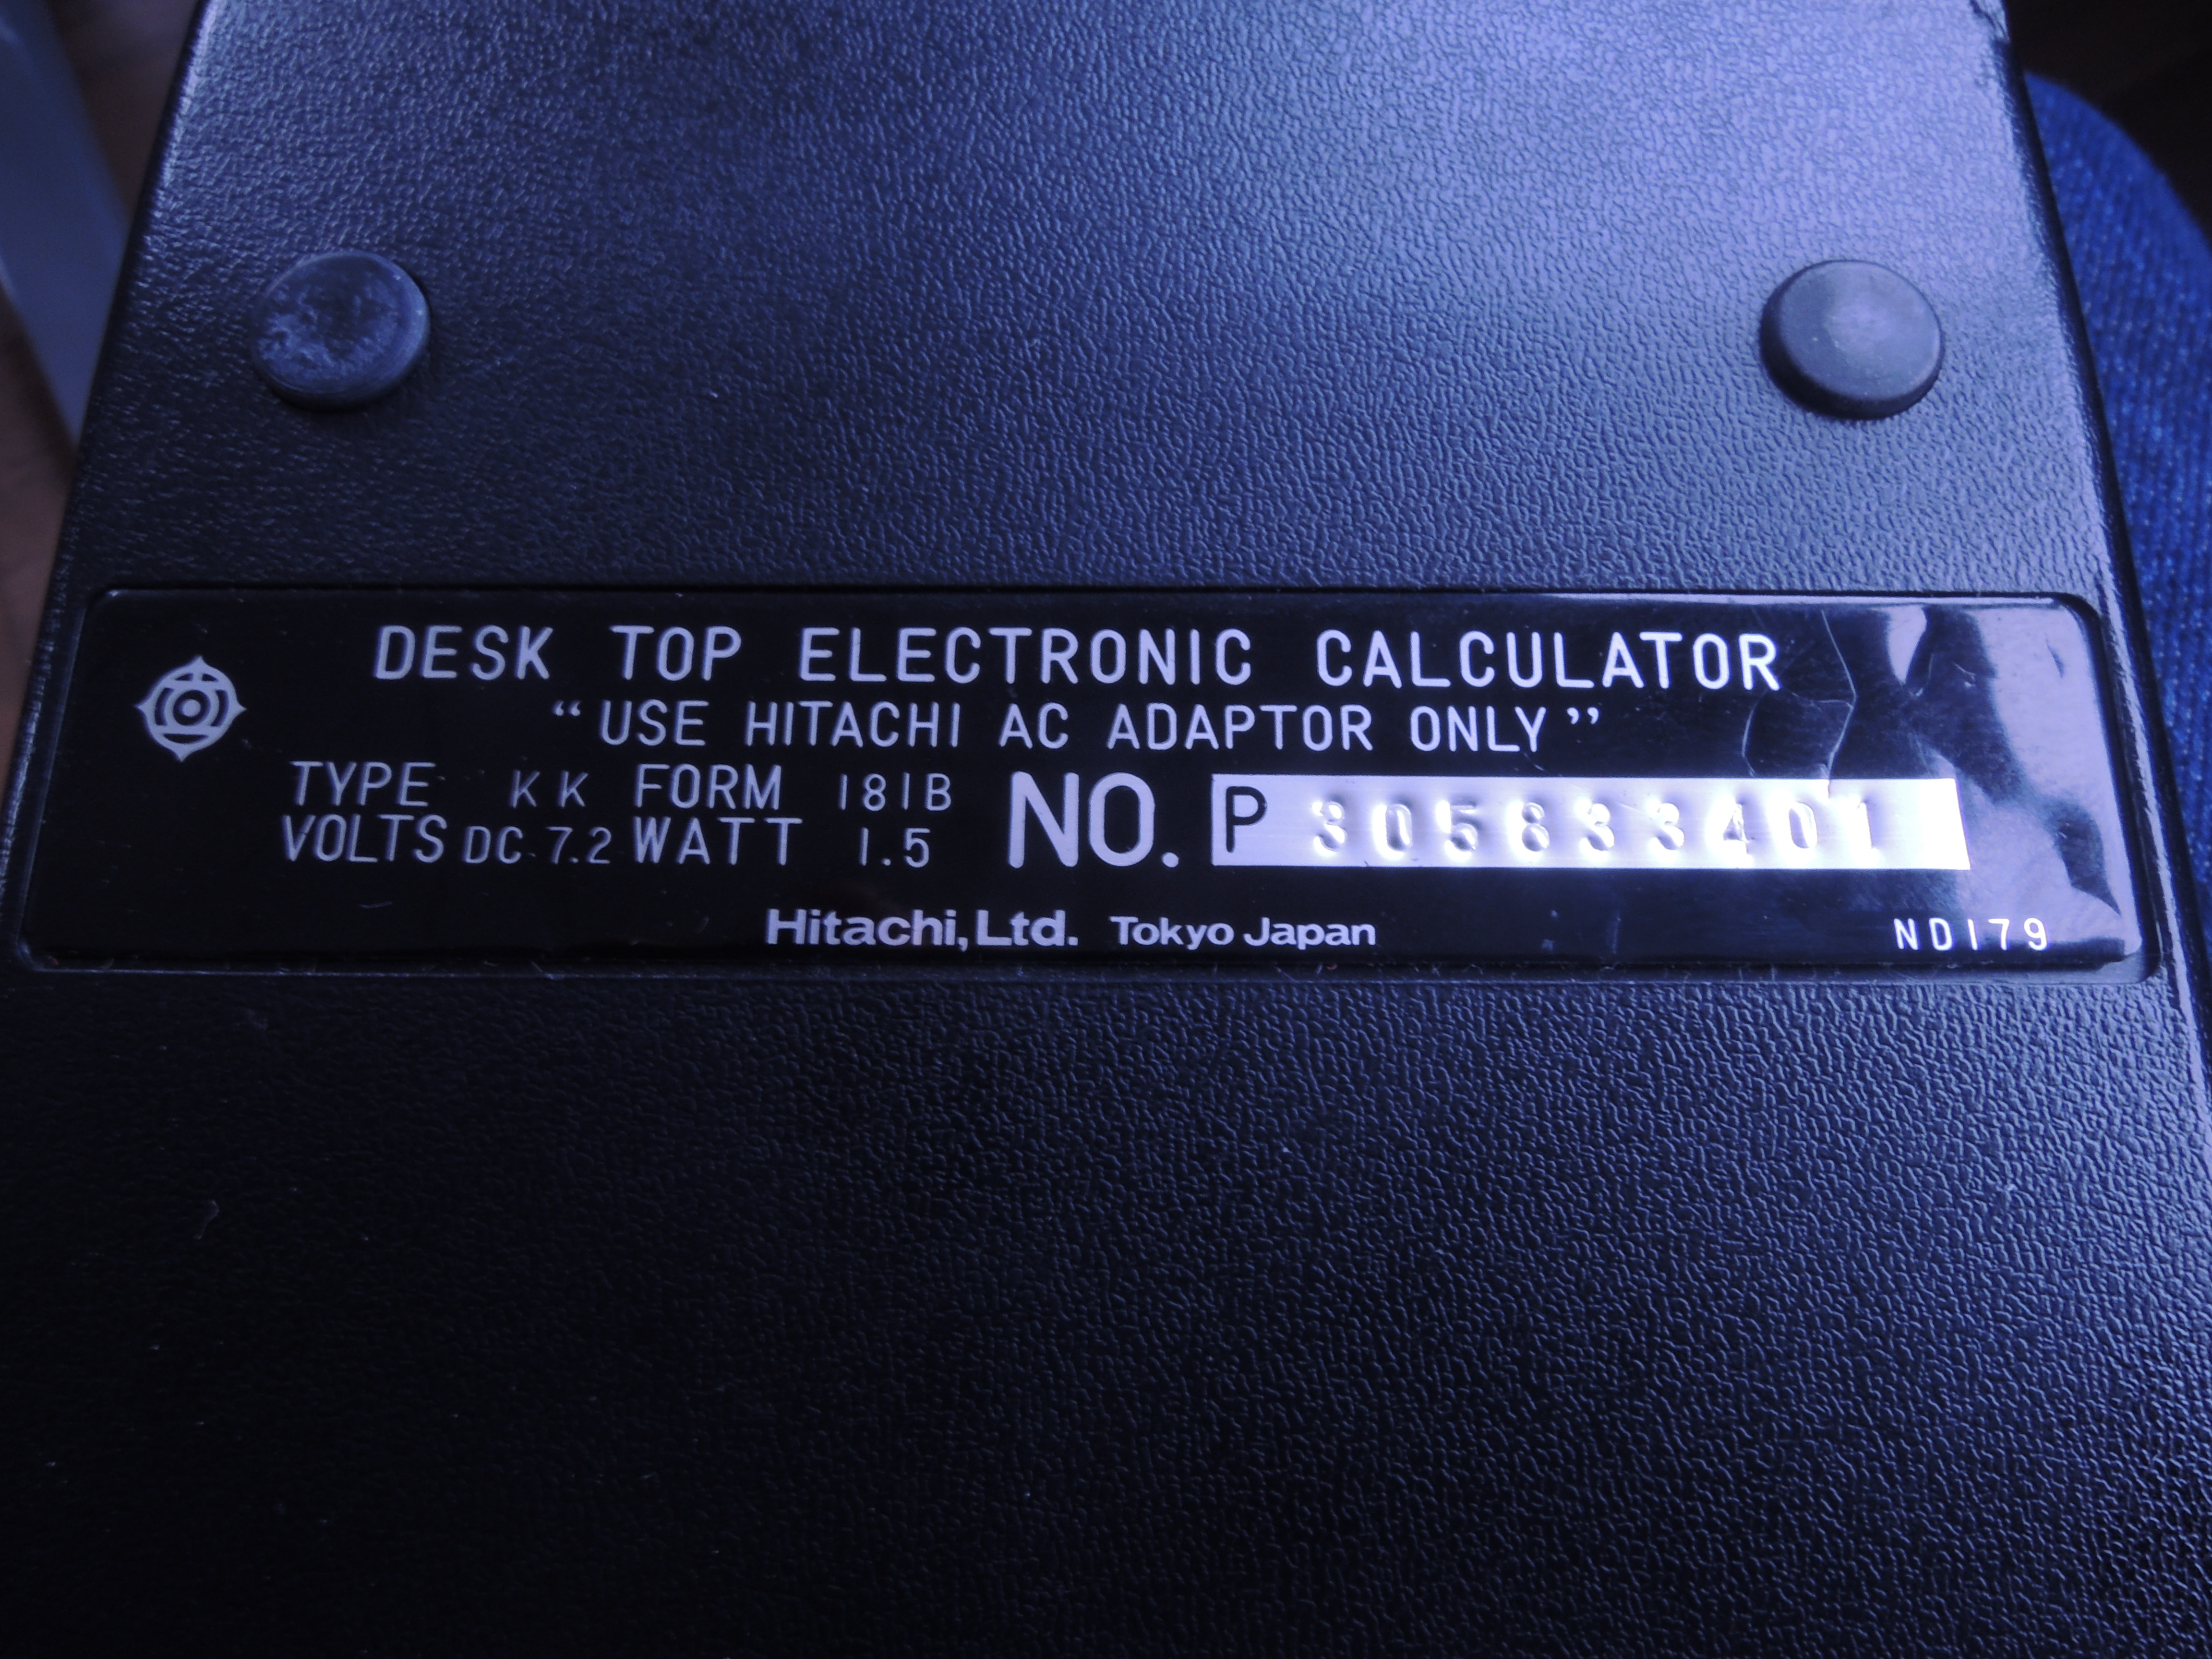 DESK TOP ELECTRONIC CALCULATOR
“USE HITACHI AC ADAPTOR ONLY”
TYPE KK FORM 181B
VOLTS DC 7.2 WATT 1.5 NO. P 305833401
Hitachi, Ltd. Tokyo Japan
ND179